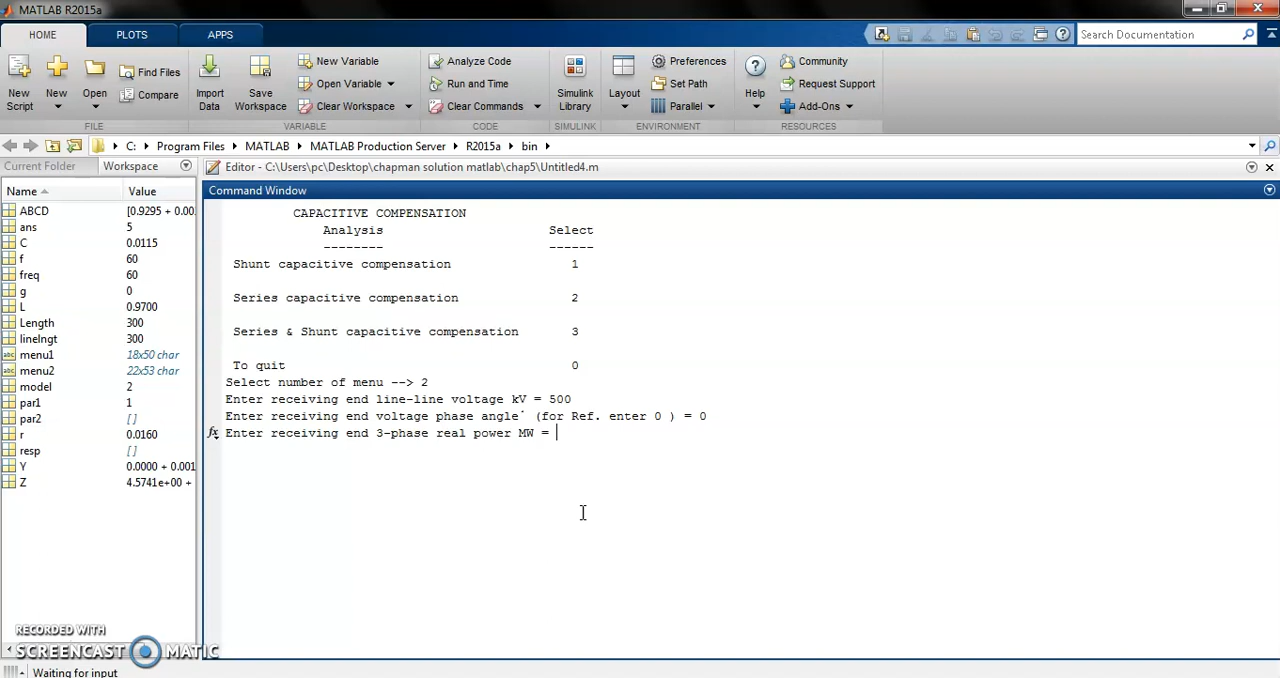 MATLAB R2015a
HOME PLOTS APPS Search Documentation
New Script New Open Find Files Compare Import Data Save Workspace New Variable Open Variable Clear Workspace Analyze Code Run and Time Clear Commands Simulink Library Layout Preferences Set Path Parallel Help Community Request Support Add-Ons
FILE VARIABLE CODE SIMULINK ENVIRONMENT RESOURCES
C: Program Files MATLAB MATLAB Production Server R2015a bin
Current Folder Workspace Editor - C:\Users\pc\Desktop\chapman solution matlab\chap5\Untitled4.m
Name Value
ABCD [0.9295 + 0.00
ans 5
C 0.0115
f 60
freq 60
g 0
L 0.9700
Length 300
linelngt 300
menu1 18x50 char
menu2 22x53 char
model 2
par1 1
par2 []
r 0.0160
resp []
Y 0.0000 + 0.001
Z 4.5741e+00 +
Command Window
CAPACITIVE COMPENSATION
Analysis Select
-------- ------
Shunt capacitive compensation 1
Series capacitive compensation 2
Series & Shunt capacitive compensation 3
To quit 0
Select number of menu --> 2
Enter receiving end line-line voltage kV = 500
Enter receiving end voltage phase angle° (for Ref. enter 0 ) = 0
fx Enter receiving end 3-phase real power MW =
RECORDED WITH
SCREENCAST MATIC
Waiting for input